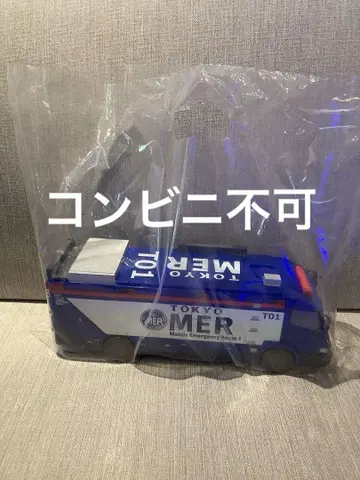 コンビニ不可
TOKYO
MER
T01
TOKYO
MER
Mobile Emergency Room
T01